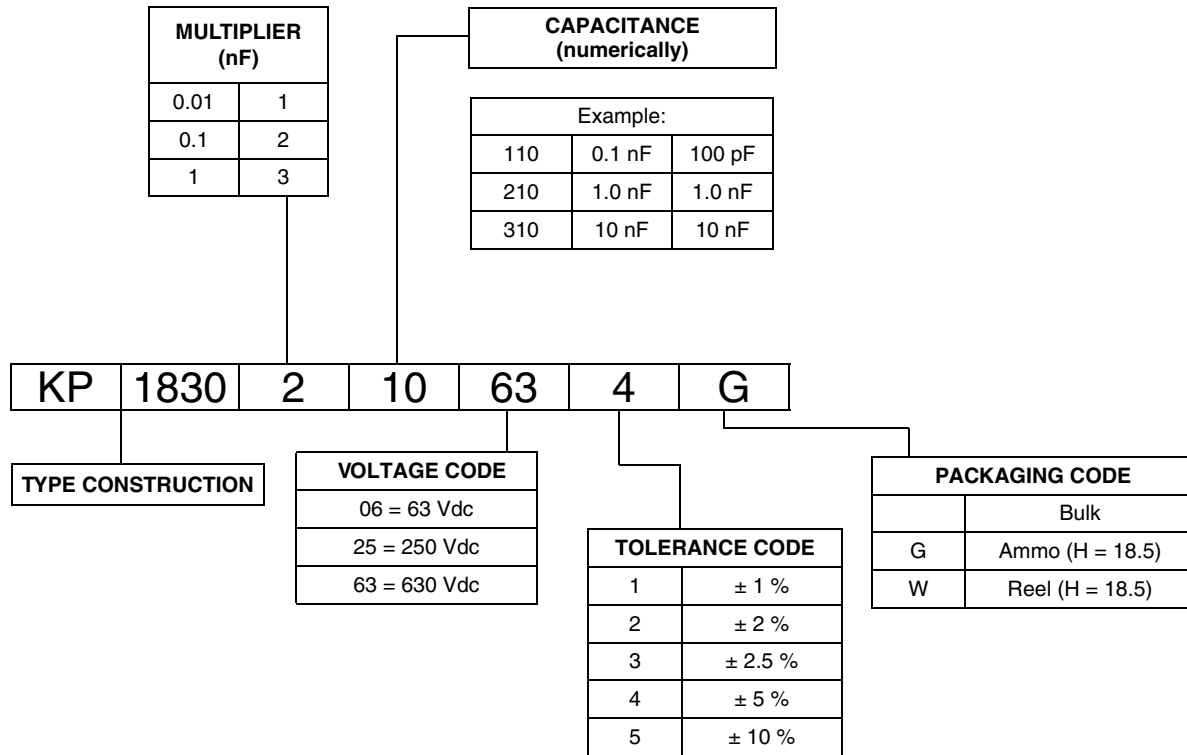 MULTIPLIER
(nF)
0.01 1
0.1 2
1 3
CAPACITANCE
(numerically)
Example:
110 0.1 nF 100 pF
210 1.0 nF 1.0 nF
310 10 nF 10 nF
KP 1830 2 10 63 4 G
TYPE CONSTRUCTION
VOLTAGE CODE
06 = 63 Vdc
25 = 250 Vdc
63 = 630 Vdc
TOLERANCE CODE
1 ± 1 %
2 ± 2 %
3 ± 2.5 %
4 ± 5 %
5 ± 10 %
PACKAGING CODE
Bulk
G Ammo (H = 18.5)
W Reel (H = 18.5)